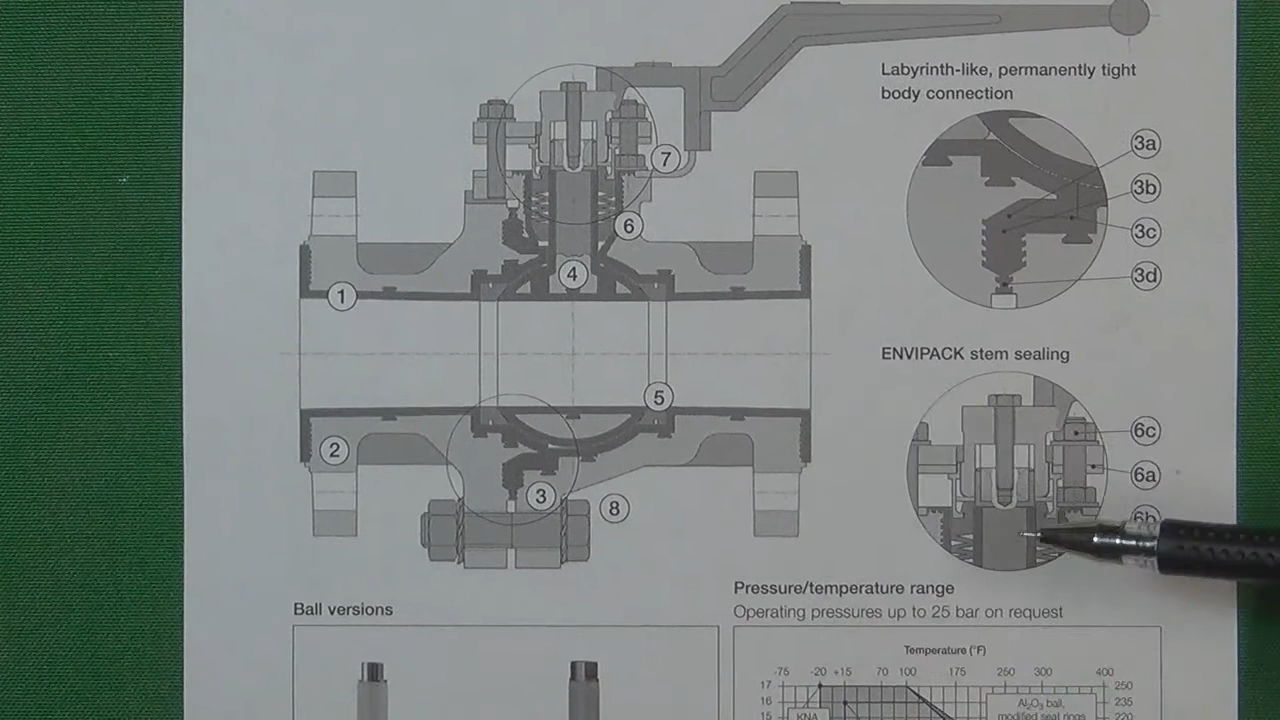 Labyrinth-like, permanently tight
body connection
3a
7
3b
6
3c
4
3d
1
ENVIPACK stem sealing
5
6c
2
6a
3
8
6b
Pressure/temperature range
Ball versions
Operating pressures up to 25 bar on request
Temperature (°F)
-75 -20 +15 70 100 175 250 300 400
17 250
Al₂O₃ ball,
16 235
modified seat rings
KNA
15 220